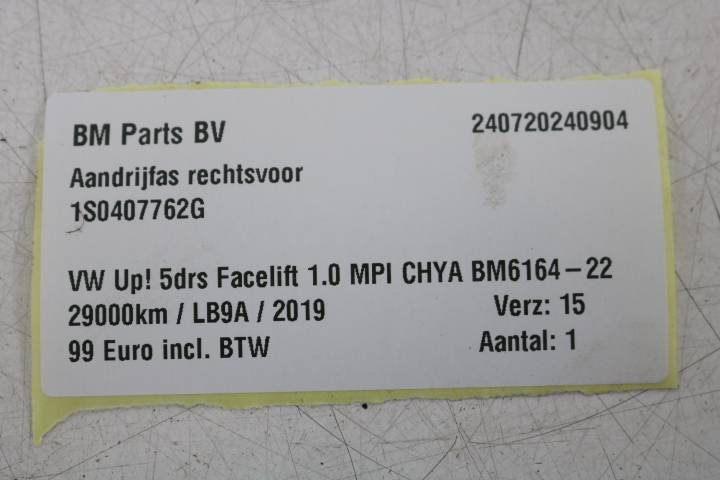 BM Parts BV 240720240904
Aandrijfas rechtsvoor
1S0407762G
VW Up! 5drs Facelift 1.0 MPI CHYA BM6164-22
29000km / LB9A / 2019 Verz: 15
99 Euro incl. BTW Aantal: 1